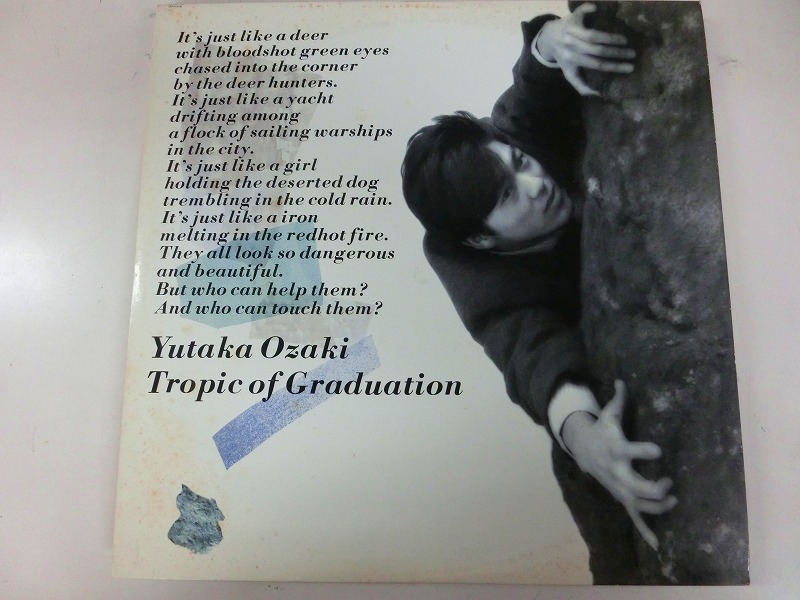 It's just like a deer
with bloodshot green eyes
chased into the corner
by the deer hunters.
It's just like a yacht
drifting among
a flock of sailing warships
in the city.
It's just like a girl
holding the deserted dog
trembling in the cold rain.
It's just like a iron
melting in the redhot fire.
They all look so dangerous
and beautiful.
But who can help them?
And who can touch them?
Yutaka Ozaki
Tropic of Graduation